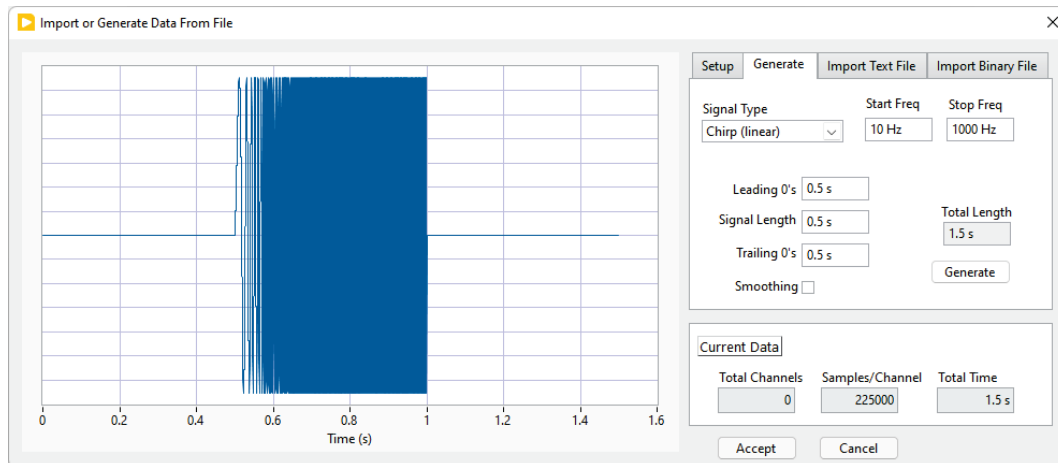 Import or Generate Data From File
Setup
Generate
Import Text File
Import Binary File
Signal Type
Start Freq
Stop Freq
Chirp (linear)
10 Hz
1000 Hz
Leading 0's
0.5 s
Signal Length
0.5 s
Total Length
1.5 s
Trailing 0's
0.5 s
Generate
Smoothing
Current Data
Total Channels
Samples/Channel
Total Time
0
225000
1.5 s
Accept
Cancel
0
0.2
0.4
0.6
0.8
1
1.2
1.4
1.6
Time (s)